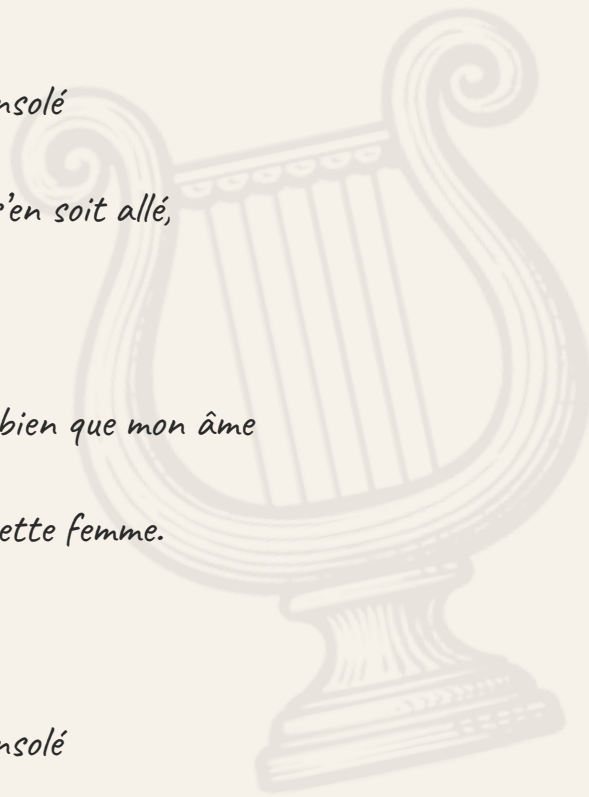 nsolé
s'en soit allé,
bien que mon âme
ette femme.
nsolé